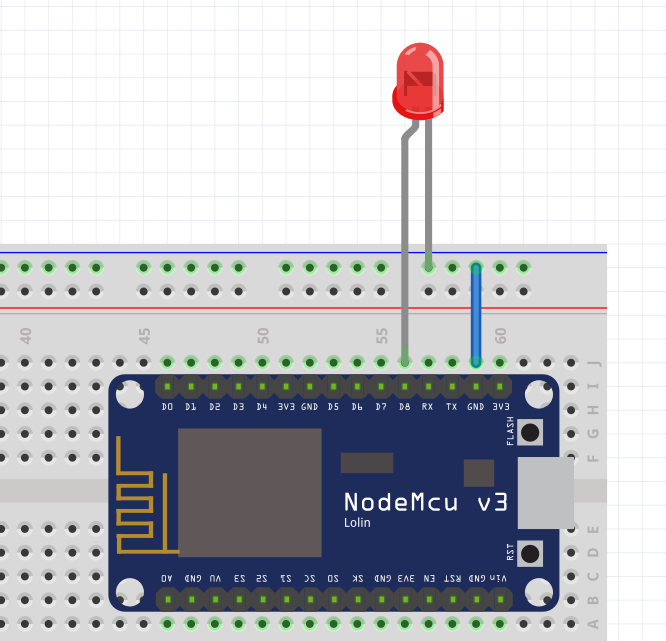 40 45 50 55 60
J
I
D0 D1 D2 D3 D4 3V3 GND D5 D6 D7 D8 RX TX GND 3V3
H
FLASH
G
F
NodeMcu v3
Lolin
E
RST
D
C
A0 GND VU S3 S2 S1 SC S0 SK GND 3V3 EN RST GND Vin
B
A